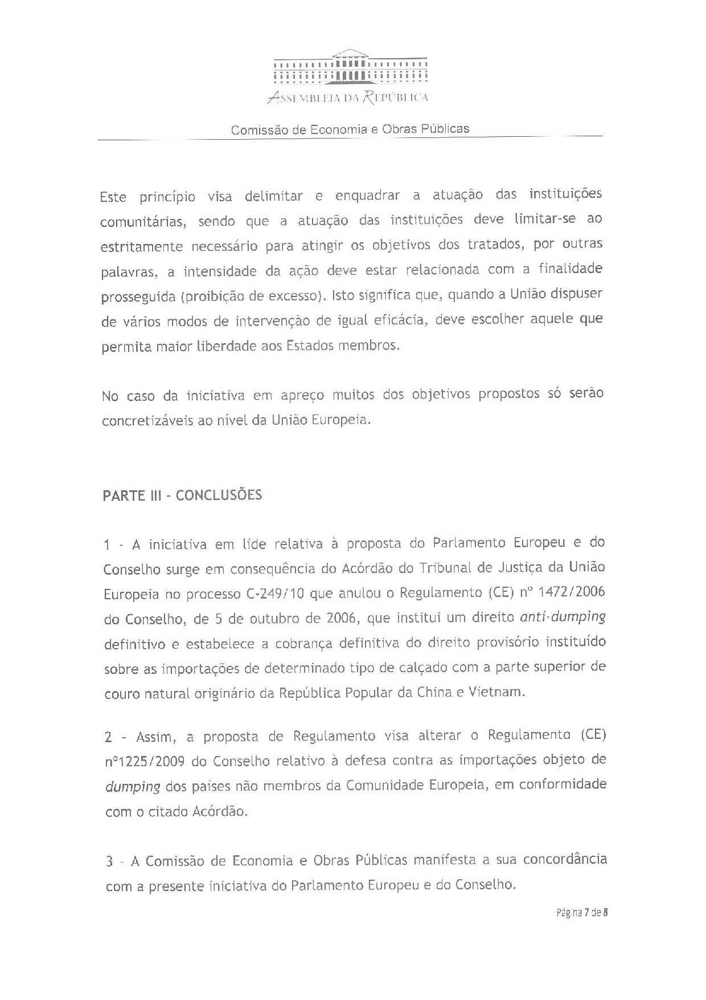 ASSEMBLEIA DA REPÚBLICA
Comissão de Economia e Obras Públicas
Este princípio visa delimitar e enquadrar a atuação das instituições
comunitárias, sendo que a atuação das instituições deve limitar-se ao
estritamente necessário para atingir os objetivos dos tratados, por outras
palavras, a intensidade da ação deve estar relacionada com a finalidade
prosseguida (proibição de excesso). Isto significa que, quando a União dispuser
de vários modos de intervenção de igual eficácia, deve escolher aquele que
permita maior liberdade aos Estados membros.
No caso da iniciativa em apreço muitos dos objetivos propostos só serão
concretizáveis ao nível da União Europeia.
PARTE III - CONCLUSÕES
1 - A iniciativa em lide relativa à proposta do Parlamento Europeu e do
Conselho surge em consequência do Acórdão do Tribunal de Justiça da União
Europeia no processo C-249/10 que anulou o Regulamento (CE) nº 1472/2006
do Conselho, de 5 de outubro de 2006, que institui um direito anti-dumping
definitivo e estabelece a cobrança definitiva do direito provisório instituído
sobre as importações de determinado tipo de calçado com a parte superior de
couro natural originário da República Popular da China e Vietnam.
2 - Assim, a proposta de Regulamento visa alterar o Regulamento (CE)
nº1225/2009 do Conselho relativo à defesa contra as importações objeto de
dumping dos países não membros da Comunidade Europeia, em conformidade
com o citado Acórdão.
3 - A Comissão de Economia e Obras Públicas manifesta a sua concordância
com a presente iniciativa do Parlamento Europeu e do Conselho.
Página 7 de 8